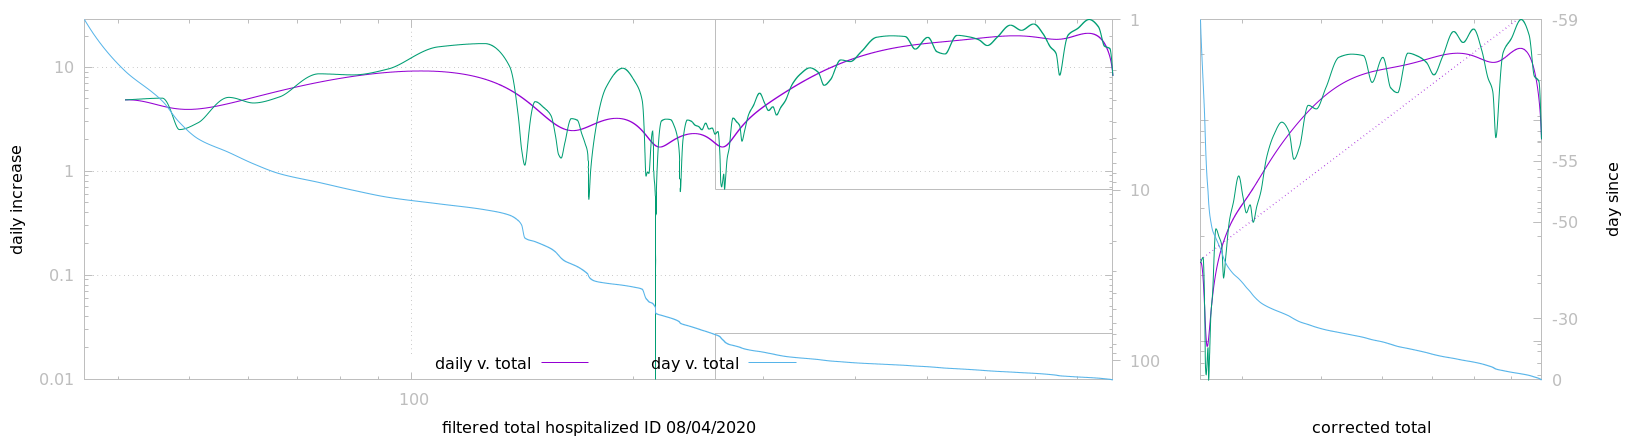 daily increase
10
1
0.1
0.01
100
daily v. total
day v. total
1
10
100
filtered total hospitalized ID 08/04/2020
-59
-55
-50
-30
0
day since
corrected total